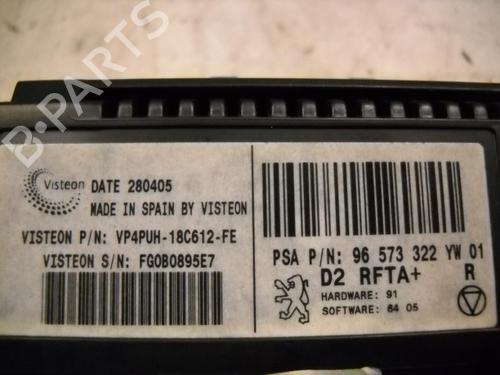 Visteon DATE 280405
MADE IN SPAIN BY VISTEON
VISTEON P/N: VP4PUH-18C612-FE
VISTEON S/N: FG0B0895E7
PSA P/N: 96 573 322 YW 01
D2 RFTA+ R
HARDWARE: 91
SOFTWARE: 64 05
B-PARTS